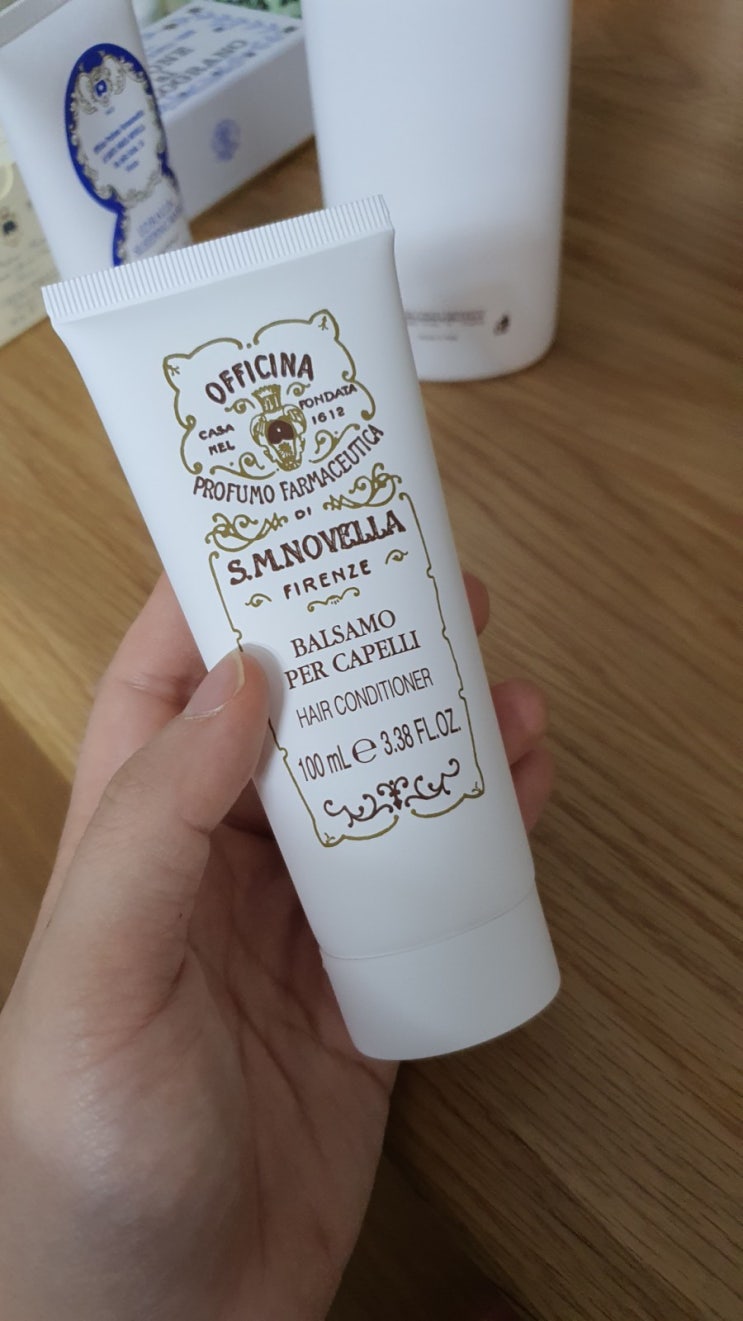 OFFICINA
CASA
NEL
FONDATA
1612
PROFUMO FARMACEUTICA
DI
S.M.NOVELLA
FIRENZE
BALSAMO
PER CAPELLI
HAIR CONDITIONER
100 mL ℮ 3.38 FL.OZ.